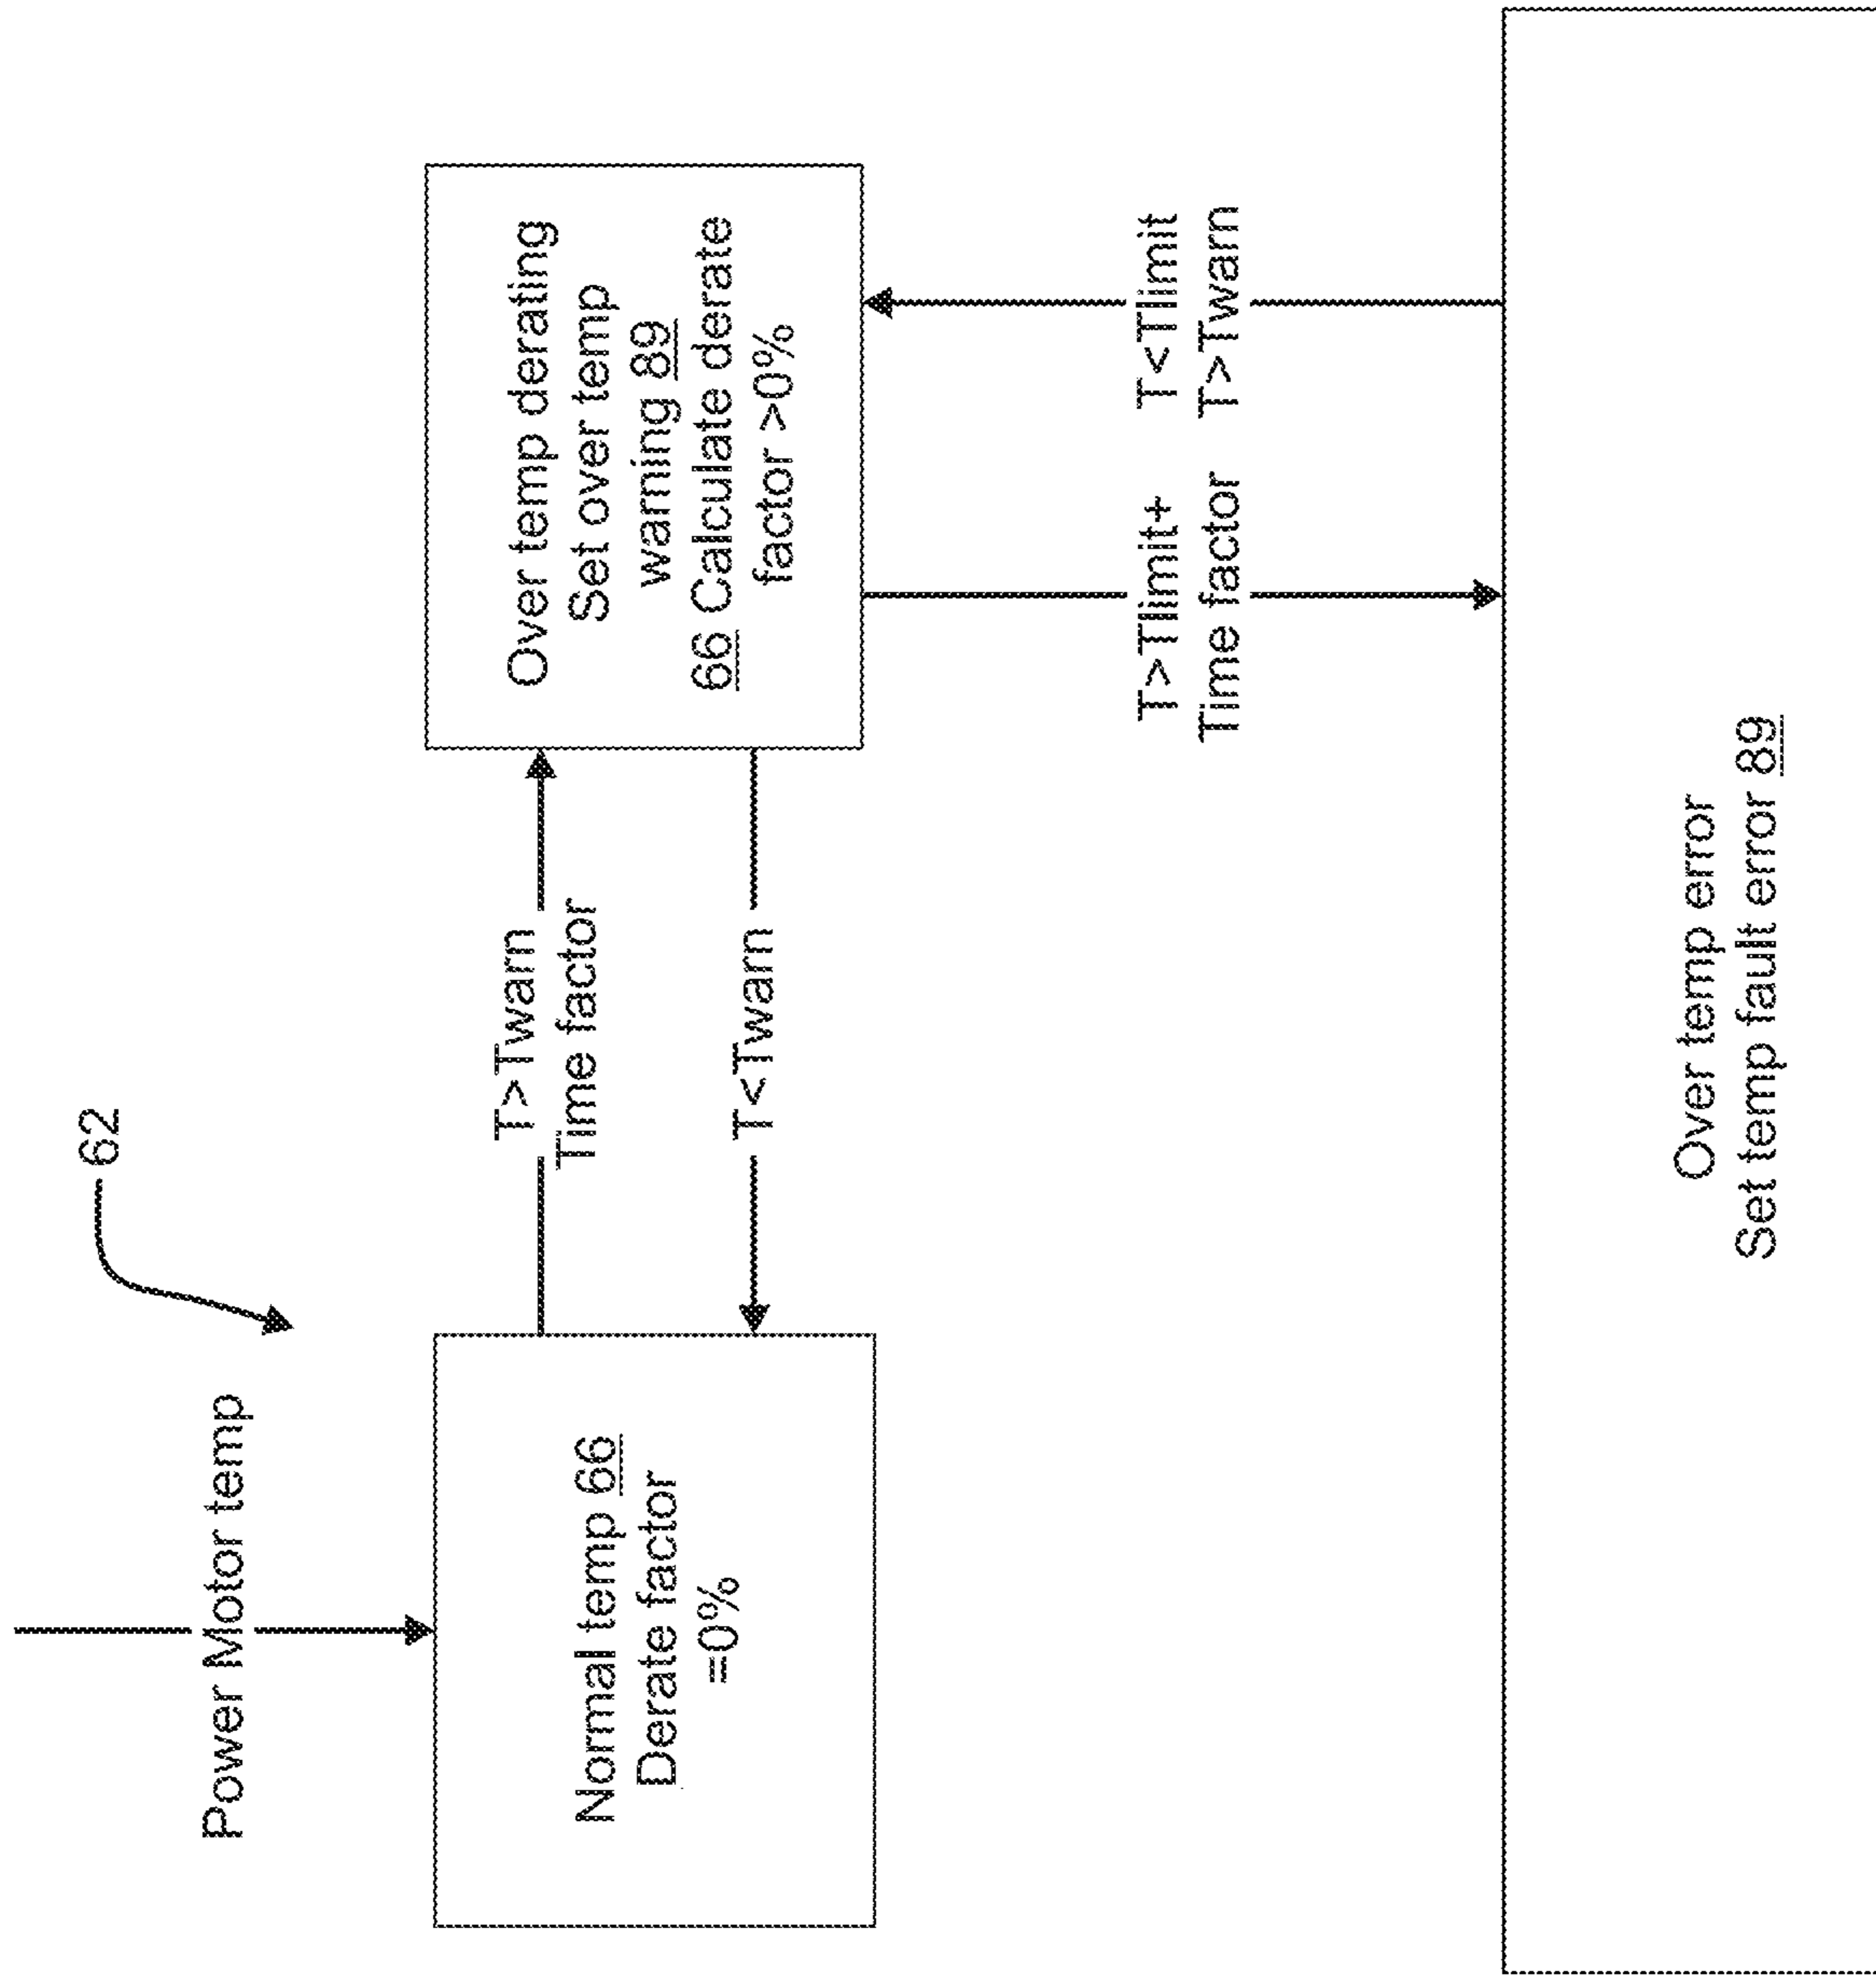 62
Power Motor temp
Normal temp 66
Derate factor
=0%
T>Twarn
Time factor
T<Twarn
Over temp derating
Set over temp
warning 89
66 Calculate derate
factor >0%
T>Tlimit+
Time factor
T<Tlimit
T>Twarn
Over temp error
Set temp fault error 89